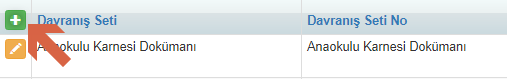 Davranış Seti Davranış Seti No
Anaokulu Karnesi Dokümanı Anaokulu Karnesi Dokümanı